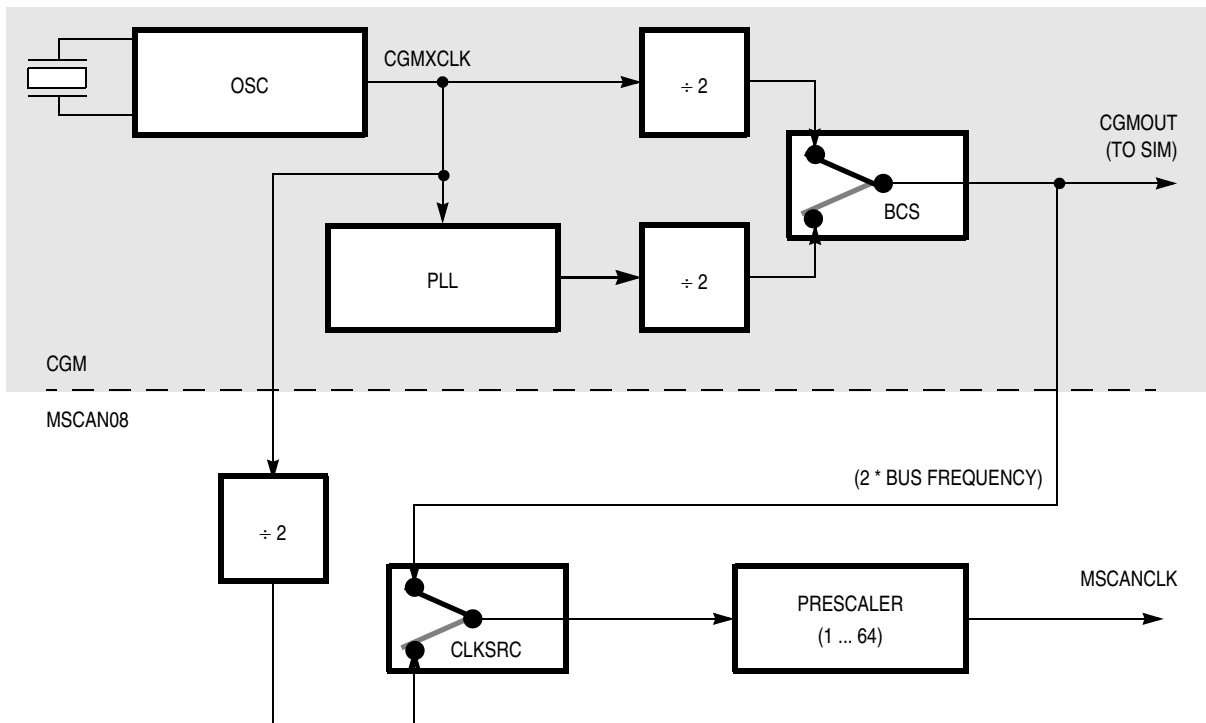 CGMXCLK
OSC
÷ 2
CGMOUT
(TO SIM)
BCS
PLL
÷ 2
CGM
MSCAN08
(2 * BUS FREQUENCY)
÷ 2
MSCANCLK
PRESCALER
(1 ... 64)
CLKSRC